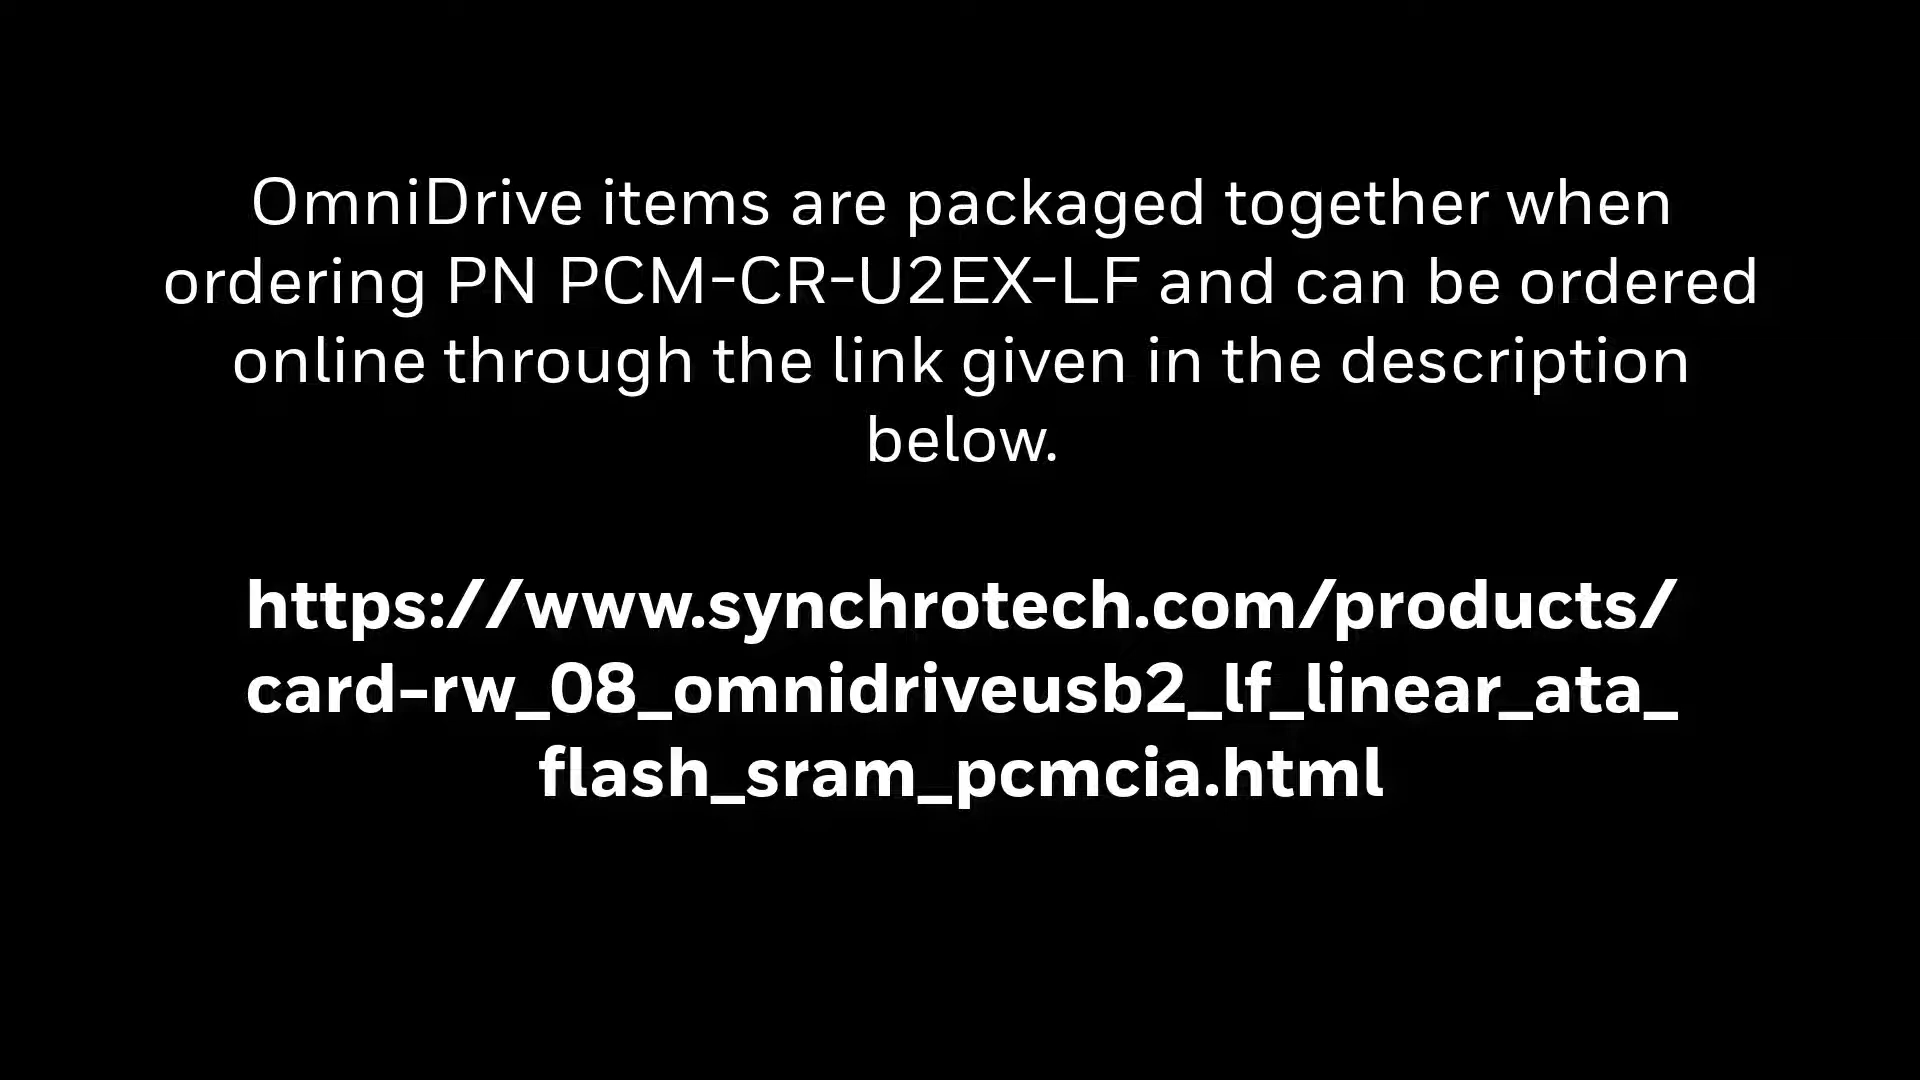 OmniDrive items are packaged together when
ordering PN PCM-CR-U2EX-LF and can be ordered
online through the link given in the description
below.
https://www.synchrotech.com/products/
card-rw_08_omnidriveusb2_lf_linear_ata_
flash_sram_pcmcia.html